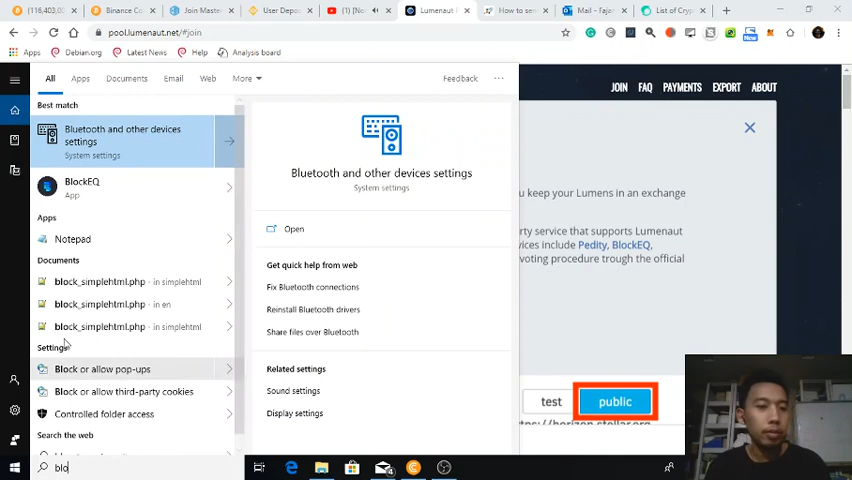 (116,403,00
Binance Co
Join Master
User Depos
(1) [No
Lumenaut P
How to sen
Mail - Fajar
List of Cryp
pool.lumenaut.net/#join
Apps
Debian.org
Latest News
Help
Analysis board
New
All
Apps
Documents
Email
Web
More
Feedback
...
JOIN FAQ PAYMENTS EXPORT ABOUT
Best match
Bluetooth and other devices
settings
System settings
BlockEQ
App
Apps
Notepad
Documents
block_simplehtml.php - in simplehtml
block_simplehtml.php - in en
block_simplehtml.php - in simplehtml
Settings
Block or allow pop-ups
Block or allow third-party cookies
Controlled folder access
Search the web
blo
Bluetooth and other devices settings
System settings
Open
Get quick help from web
Fix Bluetooth connections
Reinstall Bluetooth drivers
Share files over Bluetooth
Related settings
Sound settings
Display settings
u keep your Lumens in an exchange
rty service that supports Lumenaut
vices include Pedity, BlockEQ,
voting procedure trough the official
test
public
4